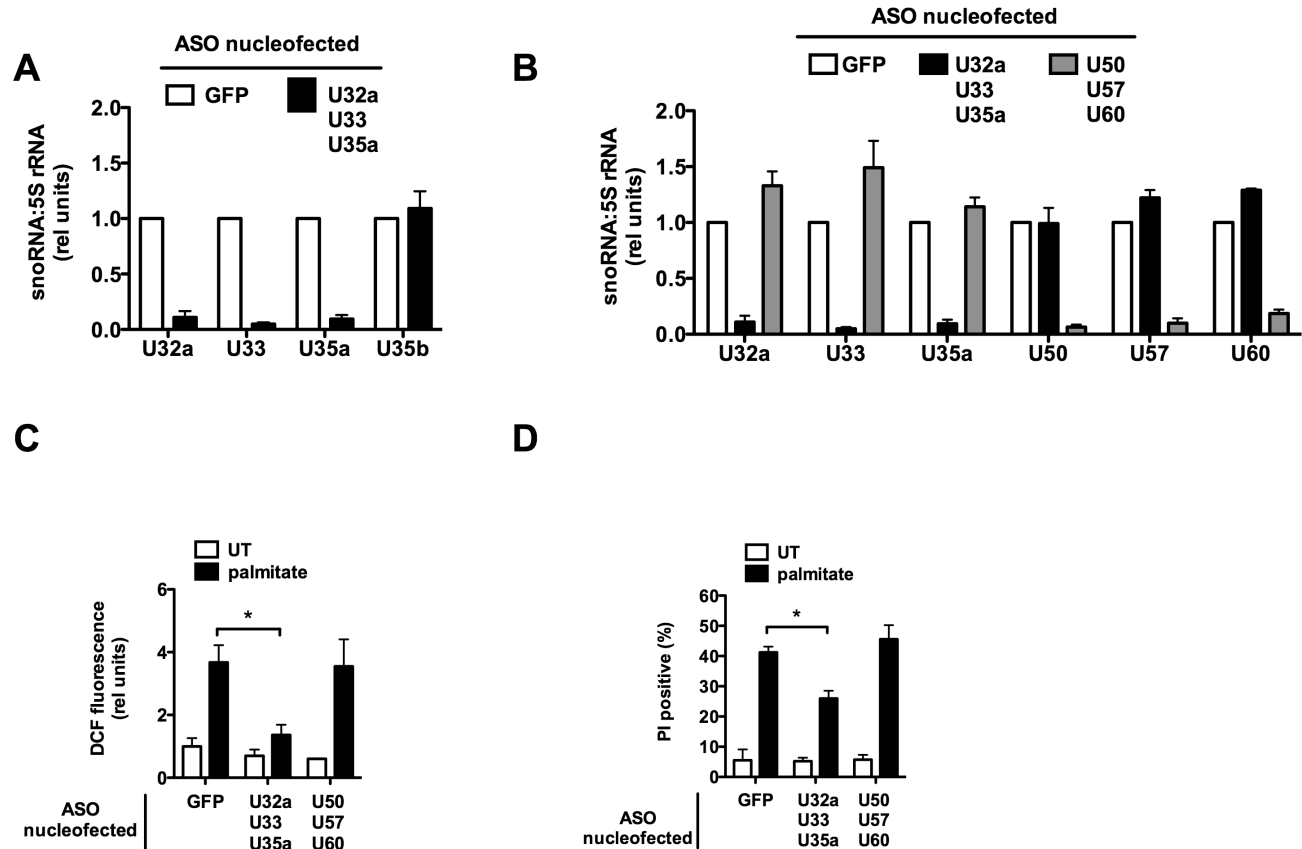 A
ASO nucleofected
GFP
U32a
U33
U35a
snoRNA:5S rRNA
(rel units)
2.0
1.5
1.0
0.5
0.0
U32a U33 U35a U35b
B
ASO nucleofected
GFP
U32a
U33
U35a
U50
U57
U60
snoRNA:5S rRNA
(rel units)
2.0
1.5
1.0
0.5
0.0
U32a U33 U35a U50 U57 U60
C
UT
palmitate
DCF fluorescence
(rel units)
6
4
2
0
*
GFP U32a U50
U33 U57
U35a U60
ASO
nucleofected
D
UT
palmitate
PI positive (%)
60
50
40
30
20
10
0
*
GFP U32a U50
U33 U57
U35a U60
ASO
nucleofected